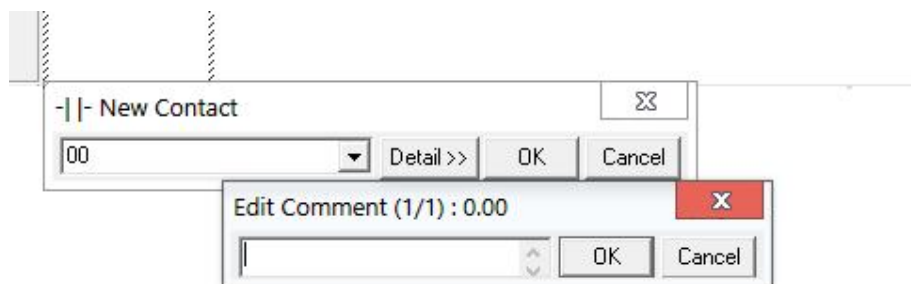 -| |- New Contact
00 Detail >> OK Cancel
Edit Comment (1/1) : 0.00
OK Cancel